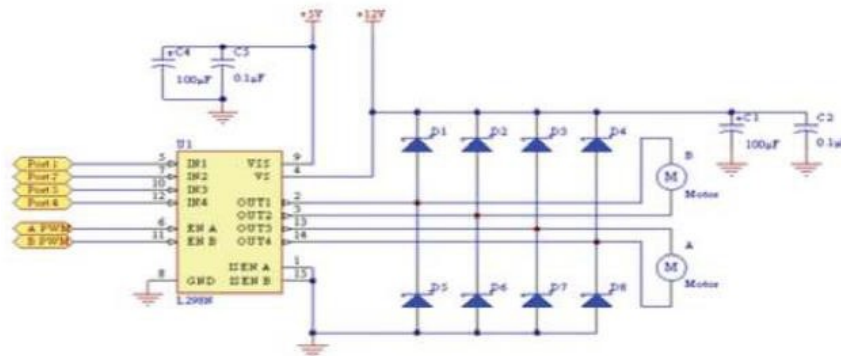 +5V +12V
+C4 C3
100µF 0.1µF
U1
D1 D2 D3 D4
+C1 C2
100µF 0.1µF
Port 1 5 IN1 VSS 9
Port 2 7 IN2 VS 4
Port 3 10 IN3
Port 4 12 IN4 OUT1 2
OUT2 3
A PWM 6 EN A OUT3 13
B PWM 11 EN B OUT4 14
B
M
Motor
A
M
Motor
ISEN A 1
8 GND ISEN B 15
L298N
D5 D6 D7 D8